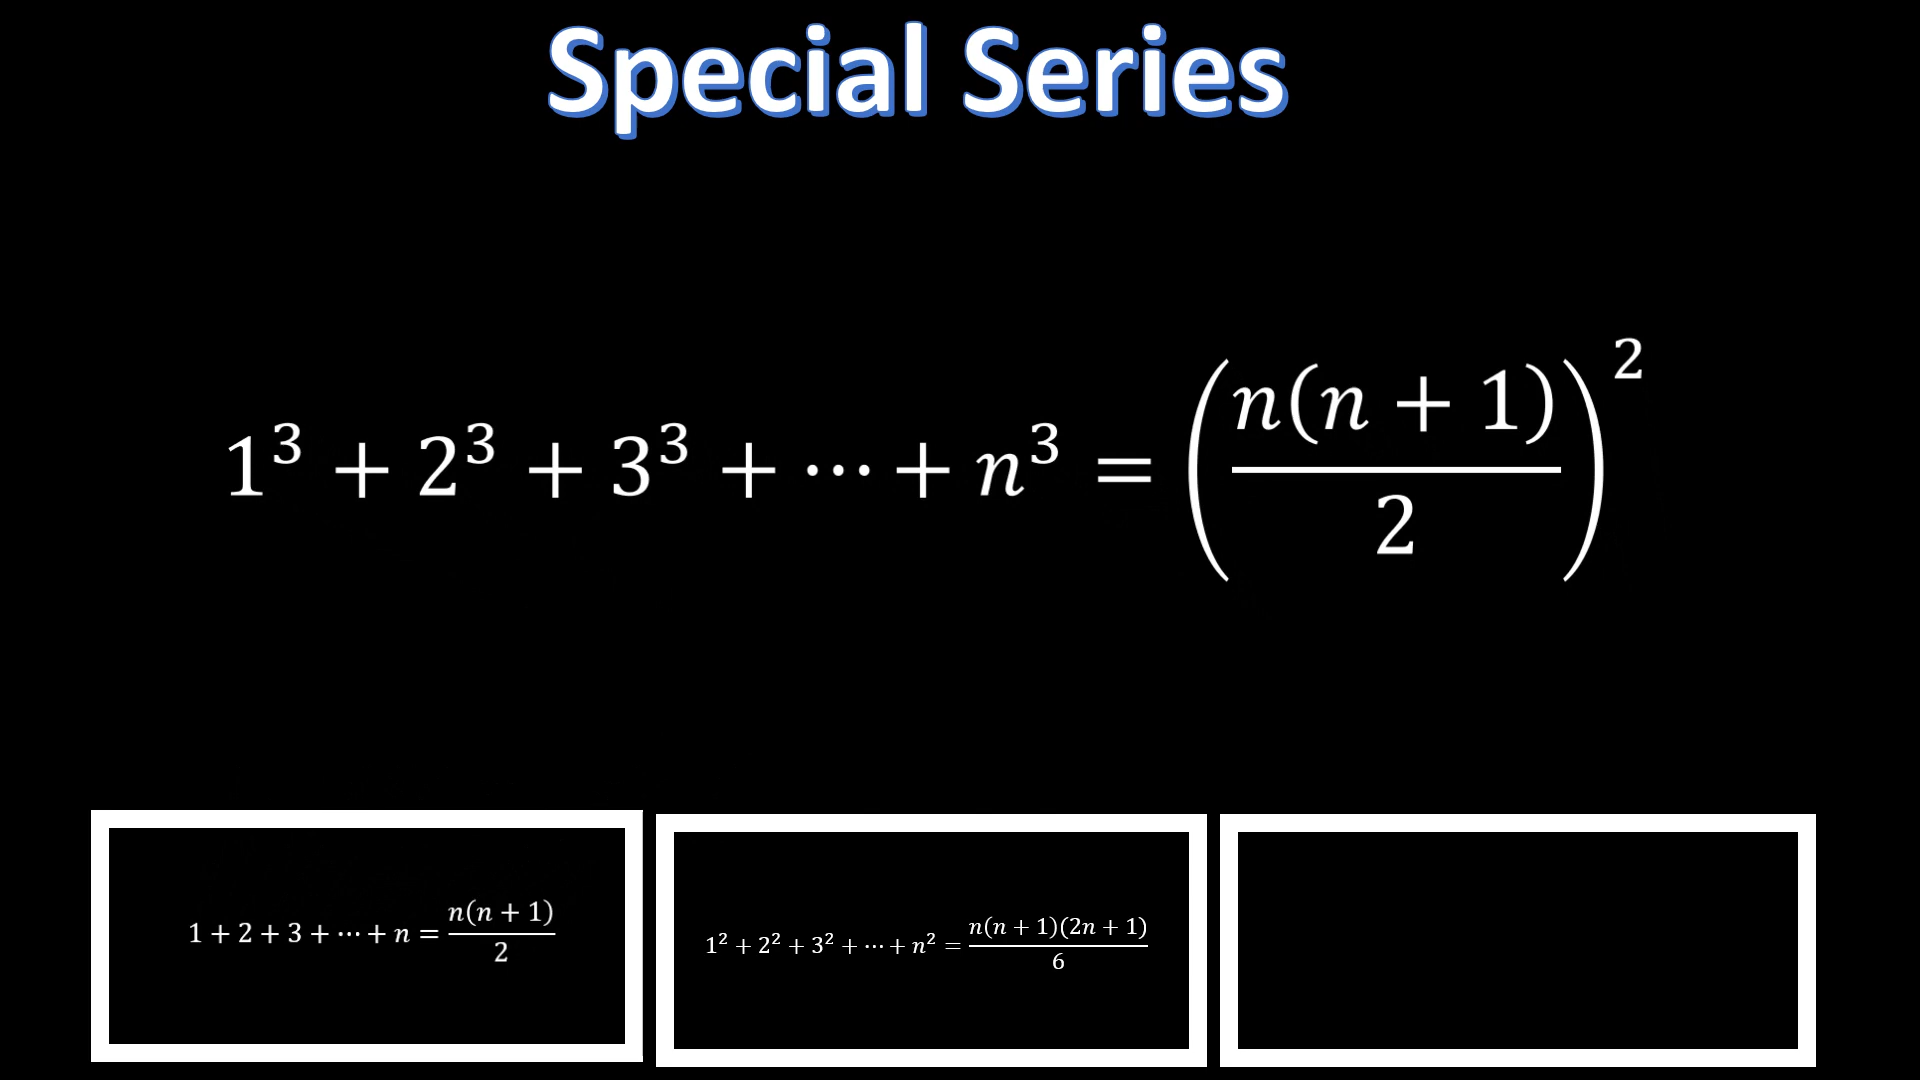 Special Series
1³ + 2³ + 3³ + ⋯ + n³ = (n(n + 1)/2)²
1 + 2 + 3 + ⋯ + n = n(n + 1)/2
1² + 2² + 3² + ⋯ + n² = n(n + 1)(2n + 1)/6